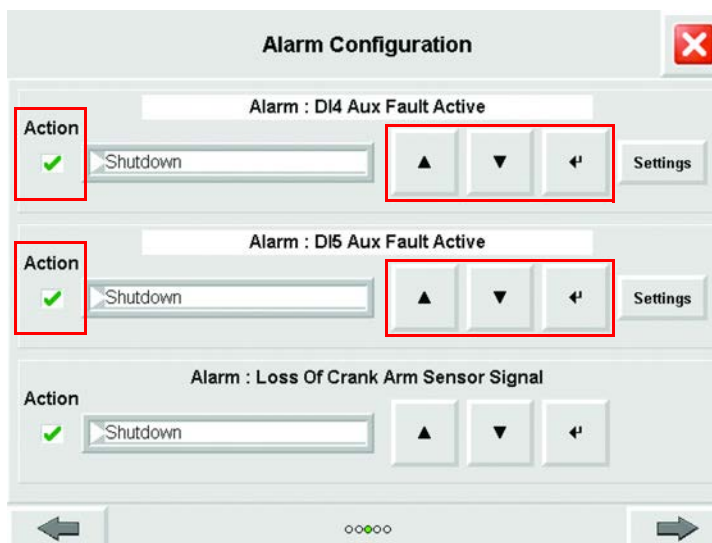 Alarm Configuration
Alarm : DI4 Aux Fault Active
Action
Shutdown
Settings
Alarm : DI5 Aux Fault Active
Action
Shutdown
Settings
Alarm : Loss Of Crank Arm Sensor Signal
Action
Shutdown